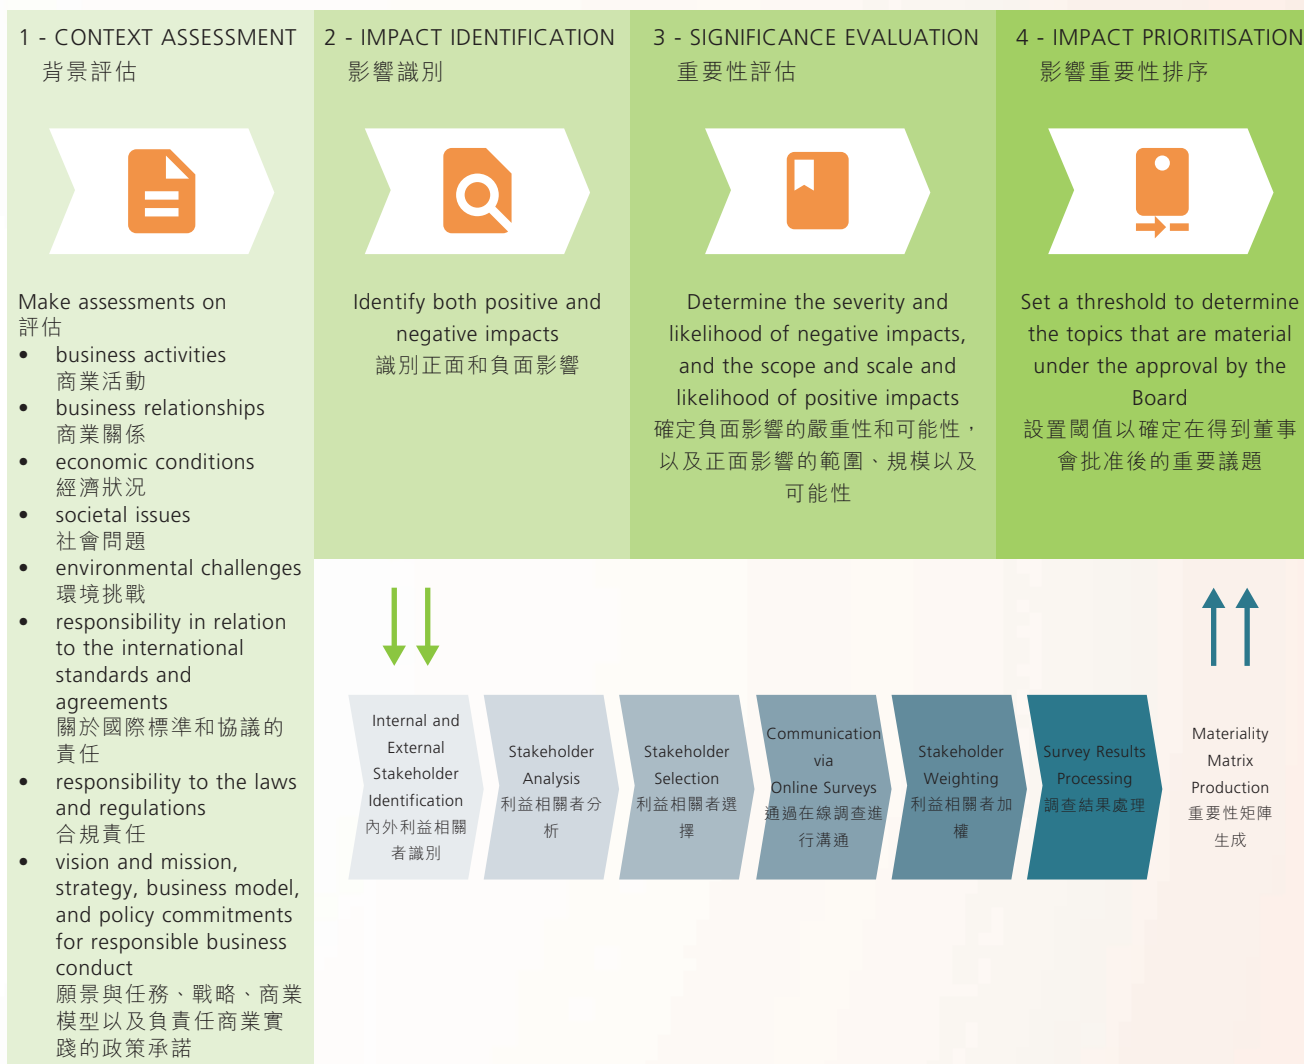 1 - CONTEXT ASSESSMENT
背景評估
Make assessments on
評估
• business activities
商業活動
• business relationships
商業關係
• economic conditions
經濟狀況
• societal issues
社會問題
• environmental challenges
環境挑戰
• responsibility in relation
to the international
standards and
agreements
關於國際標準和協議的
責任
• responsibility to the laws
and regulations
合規責任
• vision and mission,
strategy, business model,
and policy commitments
for responsible business
conduct
願景與任務、戰略、商業
模型以及負責任商業實
踐的政策承諾
2 - IMPACT IDENTIFICATION
影響識別
Identify both positive and
negative impacts
識別正面和負面影響
3 - SIGNIFICANCE EVALUATION
重要性評估
Determine the severity and
likelihood of negative impacts,
and the scope and scale and
likelihood of positive impacts
確定負面影響的嚴重性和可能性，
以及正面影響的範圍、規模以及
可能性
4 - IMPACT PRIORITISATION
影響重要性排序
Set a threshold to determine
the topics that are material
under the approval by the
Board
設置閾值以確定在得到董事
會批准後的重要議題
Internal and
External
Stakeholder
Identification
內外利益相關
者識別
Stakeholder
Analysis
利益相關者分
析
Stakeholder
Selection
利益相關者選
擇
Communication
via
Online Surveys
通過在線調查進
行溝通
Stakeholder
Weighting
利益相關者加
權
Survey Results
Processing
調查結果處理
Materiality
Matrix
Production
重要性矩陣
生成